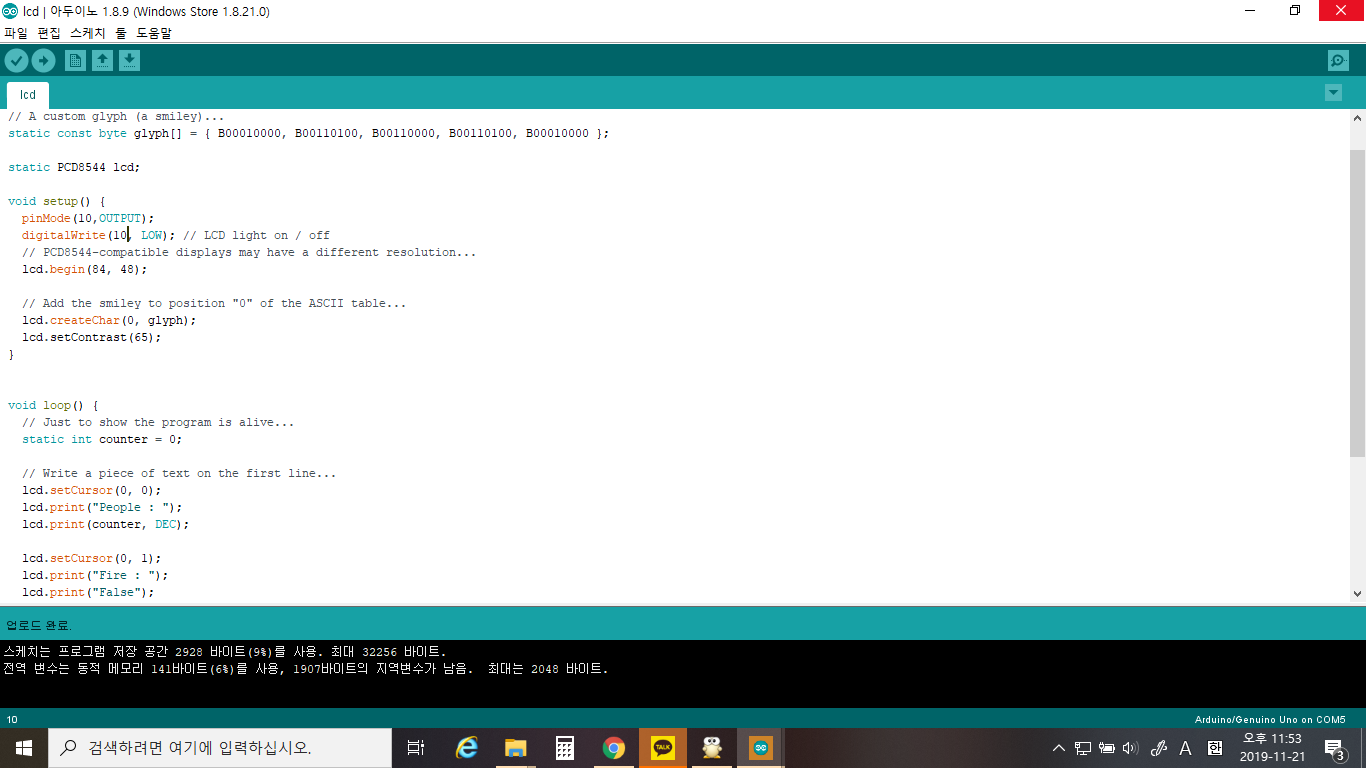 lcd | 아두이노 1.8.9 (Windows Store 1.8.21.0)
파일 편집 스케치 툴 도움말
lcd
// A custom glyph (a smiley)...
static const byte glyph[] = { B00010000, B00110100, B00110000, B00110100, B00010000 };
static PCD8544 lcd;
void setup() {
pinMode(10,OUTPUT);
digitalWrite(10, LOW); // LCD light on / off
// PCD8544-compatible displays may have a different resolution...
lcd.begin(84, 48);
// Add the smiley to position "0" of the ASCII table...
lcd.createChar(0, glyph);
lcd.setContrast(65);
}
void loop() {
// Just to show the program is alive...
static int counter = 0;
// Write a piece of text on the first line...
lcd.setCursor(0, 0);
lcd.print("People : ");
lcd.print(counter, DEC);
lcd.setCursor(0, 1);
lcd.print("Fire : ");
lcd.print("False");
업로드 완료.
스케치는 프로그램 저장 공간 2928 바이트(9%)를 사용. 최대 32256 바이트.
전역 변수는 동적 메모리 141바이트(6%)를 사용, 1907바이트의 지역변수가 남음.  최대는 2048 바이트.
10
Arduino/Genuino Uno on COM5
검색하려면 여기에 입력하십시오.
TALK
A
한
오후 11:53
2019-11-21
3